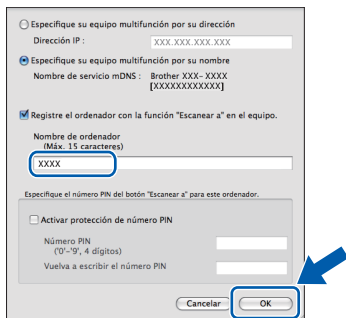 Especifique su equipo multifunción por su dirección
Dirección IP : XXX.XXX.XXX.XXX
Especifique su equipo multifunción por su nombre
Nombre de servicio mDNS : Brother XXX- XXXX
[XXXXXXXXXXXX]
Registre el ordenador con la función "Escanear a" en el equipo.
Nombre de ordenador
(Máx. 15 caracteres)
XXXX
Especifique el número PIN del botón "Escanear a" para este ordenador.
Activar protección de número PIN
Número PIN
('0'-'9', 4 dígitos)
Vuelva a escribir el número PIN
Cancelar OK